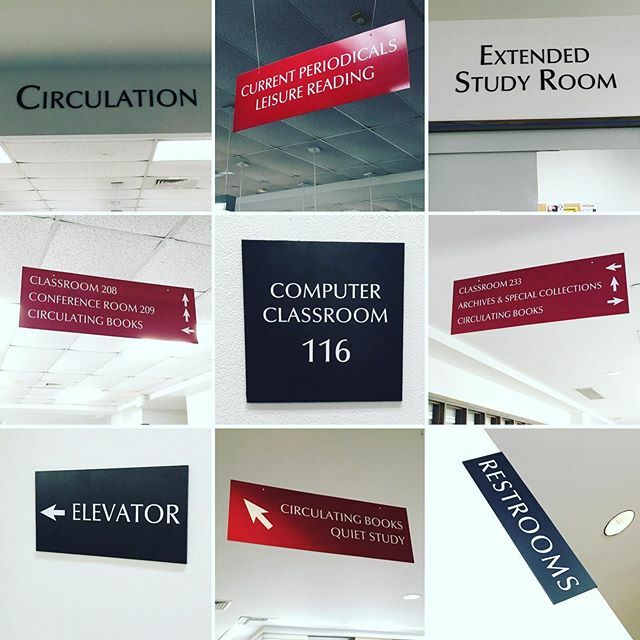 CIRCULATION
CURRENT PERIODICALS
LEISURE READING
EXTENDED
STUDY ROOM
CLASSROOM 208
CONFERENCE ROOM 209
CIRCULATING BOOKS
COMPUTER
CLASSROOM
116
CLASSROOM 233
ARCHIVES & SPECIAL COLLECTIONS
CIRCULATING BOOKS
ELEVATOR
CIRCULATING BOOKS
QUIET STUDY
RESTROOMS